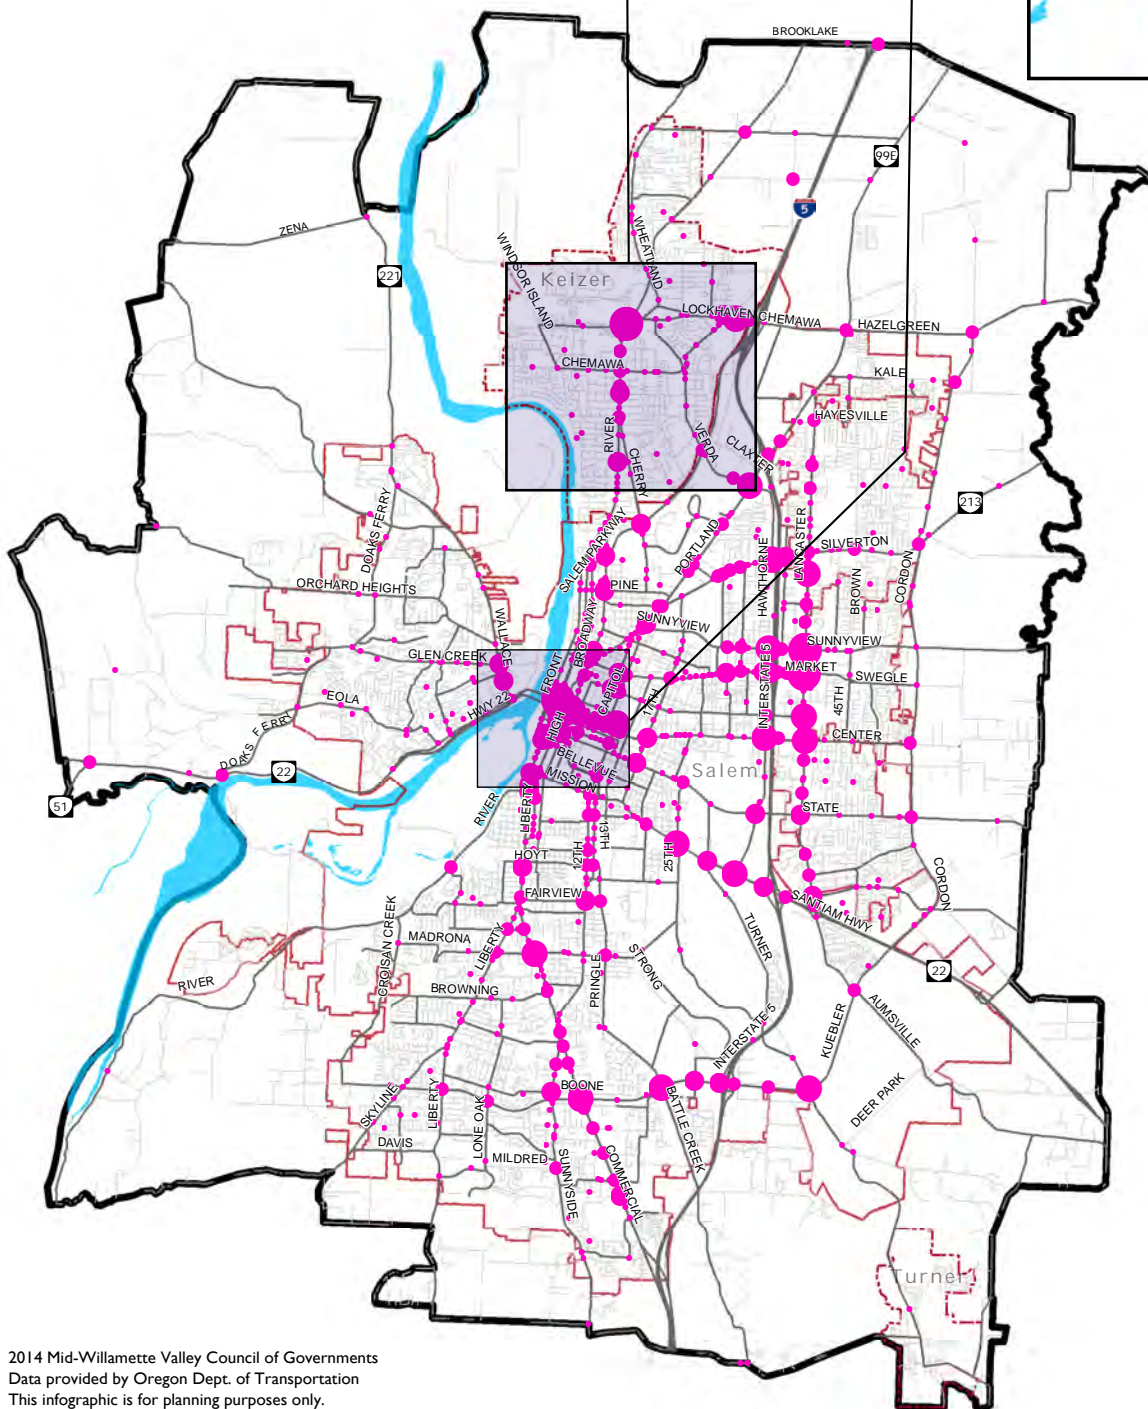 BROOKLAKE
99E
5
ZENA
221
WHEATLAND
WINDSOR ISLAND
Keizer
LOCKHAVEN
CHEMAWA
HAZELGREEN
CHEMAWA
KALE
HAYESVILLE
RIVER
VERDA
CLAXTER
CHERRY
213
DOAKS FERRY
SALEM PARKWAY
PORTLAND
HAWTHORNE
LANCASTER
SILVERTON
CORDON
ORCHARD HEIGHTS
PINE
BROWN
WALLACE
BROADWAY
SUNNYVIEW
SUNNYVIEW
GLEN CREEK
FRONT
CAPITOL
MARKET
SWEGLE
EOLA
HWY 22
17TH
INTERSTATE 5
45TH
HIGH
CENTER
DOAKS FERRY
22
BELLEVUE
Salem
MISSION
51
RIVER
LIBERTY
STATE
13TH
HOYT
12TH
25TH
CORDON
FAIRVIEW
SANTIAM HWY
CROISAN CREEK
MADRONA
LIBERTY
TURNER
STRONG
22
RIVER
BROWNING
PRINGLE
AUMSVILLE
KUEBLER
INTERSTATE 5
SKYLINE
LIBERTY
LONE OAK
BOONE
BATTLE CREEK
DEER PARK
DAVIS
MILDRED
SUNNYSIDE
COMMERCIAL
Turner
2014 Mid-Willamette Valley Council of Governments
Data provided by Oregon Dept. of Transportation
This infographic is for planning purposes only.